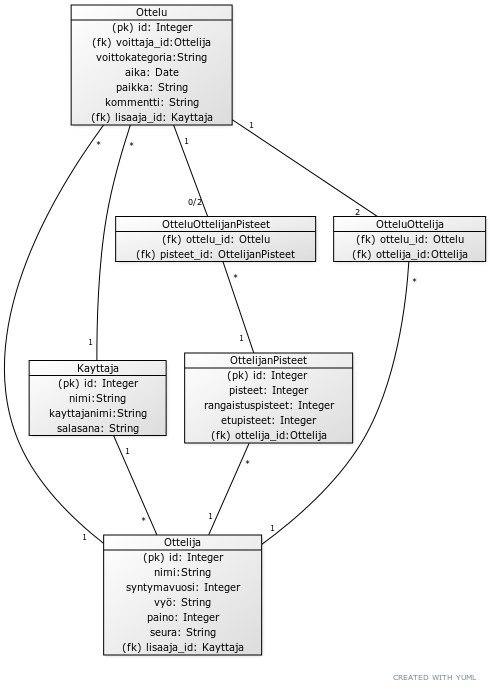 Ottelu
(pk) id: Integer
(fk) voittaja_id:Ottelija
voittokategoria:String
aika: Date
paikka: String
kommentti: String
(fk) lisaaja_id: Kayttaja
*
*
1
1
0/2
2
OtteluOttelijanPisteet
(fk) ottelu_id: Ottelu
(fk) pisteet_id: OttelijanPisteet
OtteluOttelija
(fk) ottelu_id: Ottelu
(fk) ottelija_id:Ottelija
*
*
1
1
Kayttaja
(pk) id: Integer
nimi:String
kayttajanimi:String
salasana: String
OttelijanPisteet
(pk) id: Integer
pisteet: Integer
rangaistuspisteet: Integer
etupisteet: Integer
(fk) ottelija_id:Ottelija
1
*
*
1
1
1
Ottelija
(pk) id: Integer
nimi:String
syntymavuosi: Integer
vyö: String
paino: Integer
seura: String
(fk) lisaaja_id: Kayttaja
CREATED WITH YUML